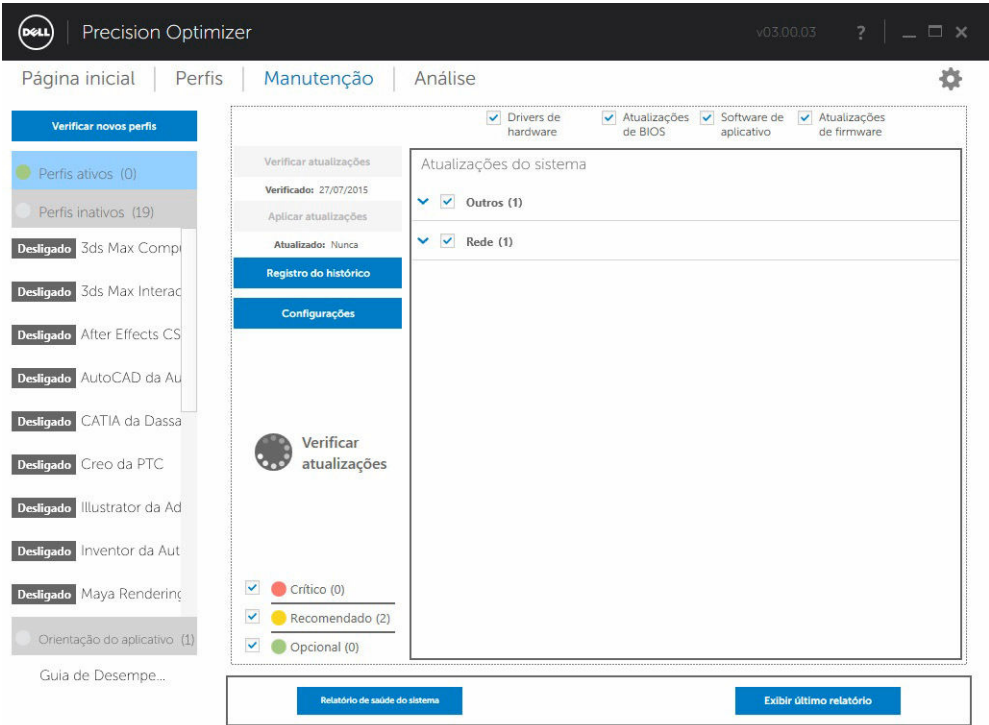 DELL
Precision Optimizer
v03.00.03
?
Página inicial
Perfis
Manutenção
Análise
Verificar novos perfis
Perfis ativos (0)
Perfis inativos (19)
Desligado 3ds Max Comp
Desligado 3ds Max Interac
Desligado After Effects CS
Desligado AutoCAD da Au
Desligado CATIA da Dassa
Desligado Creo da PTC
Desligado Illustrator da Ad
Desligado Inventor da Aut
Desligado Maya Rendering
Orientação do aplicativo (1)
Guia de Desempe...
Drivers de
hardware
Atualizações
de BIOS
Software de
aplicativo
Atualizações
de firmware
Verificar atualizações
Verificado: 27/07/2015
Aplicar atualizações
Atualizado: Nunca
Registro do histórico
Configurações
Verificar
atualizações
Crítico (0)
Recomendado (2)
Opcional (0)
Atualizações do sistema
Outros (1)
Rede (1)
Relatório de saúde do sistema
Exibir último relatório